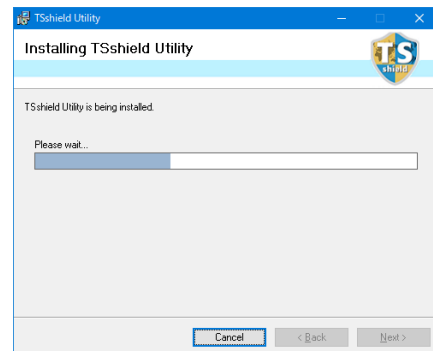 TSshield Utility
Installing TSshield Utility
TS
shield
TSshield Utility is being installed.
Please wait...
Cancel
< Back
Next >